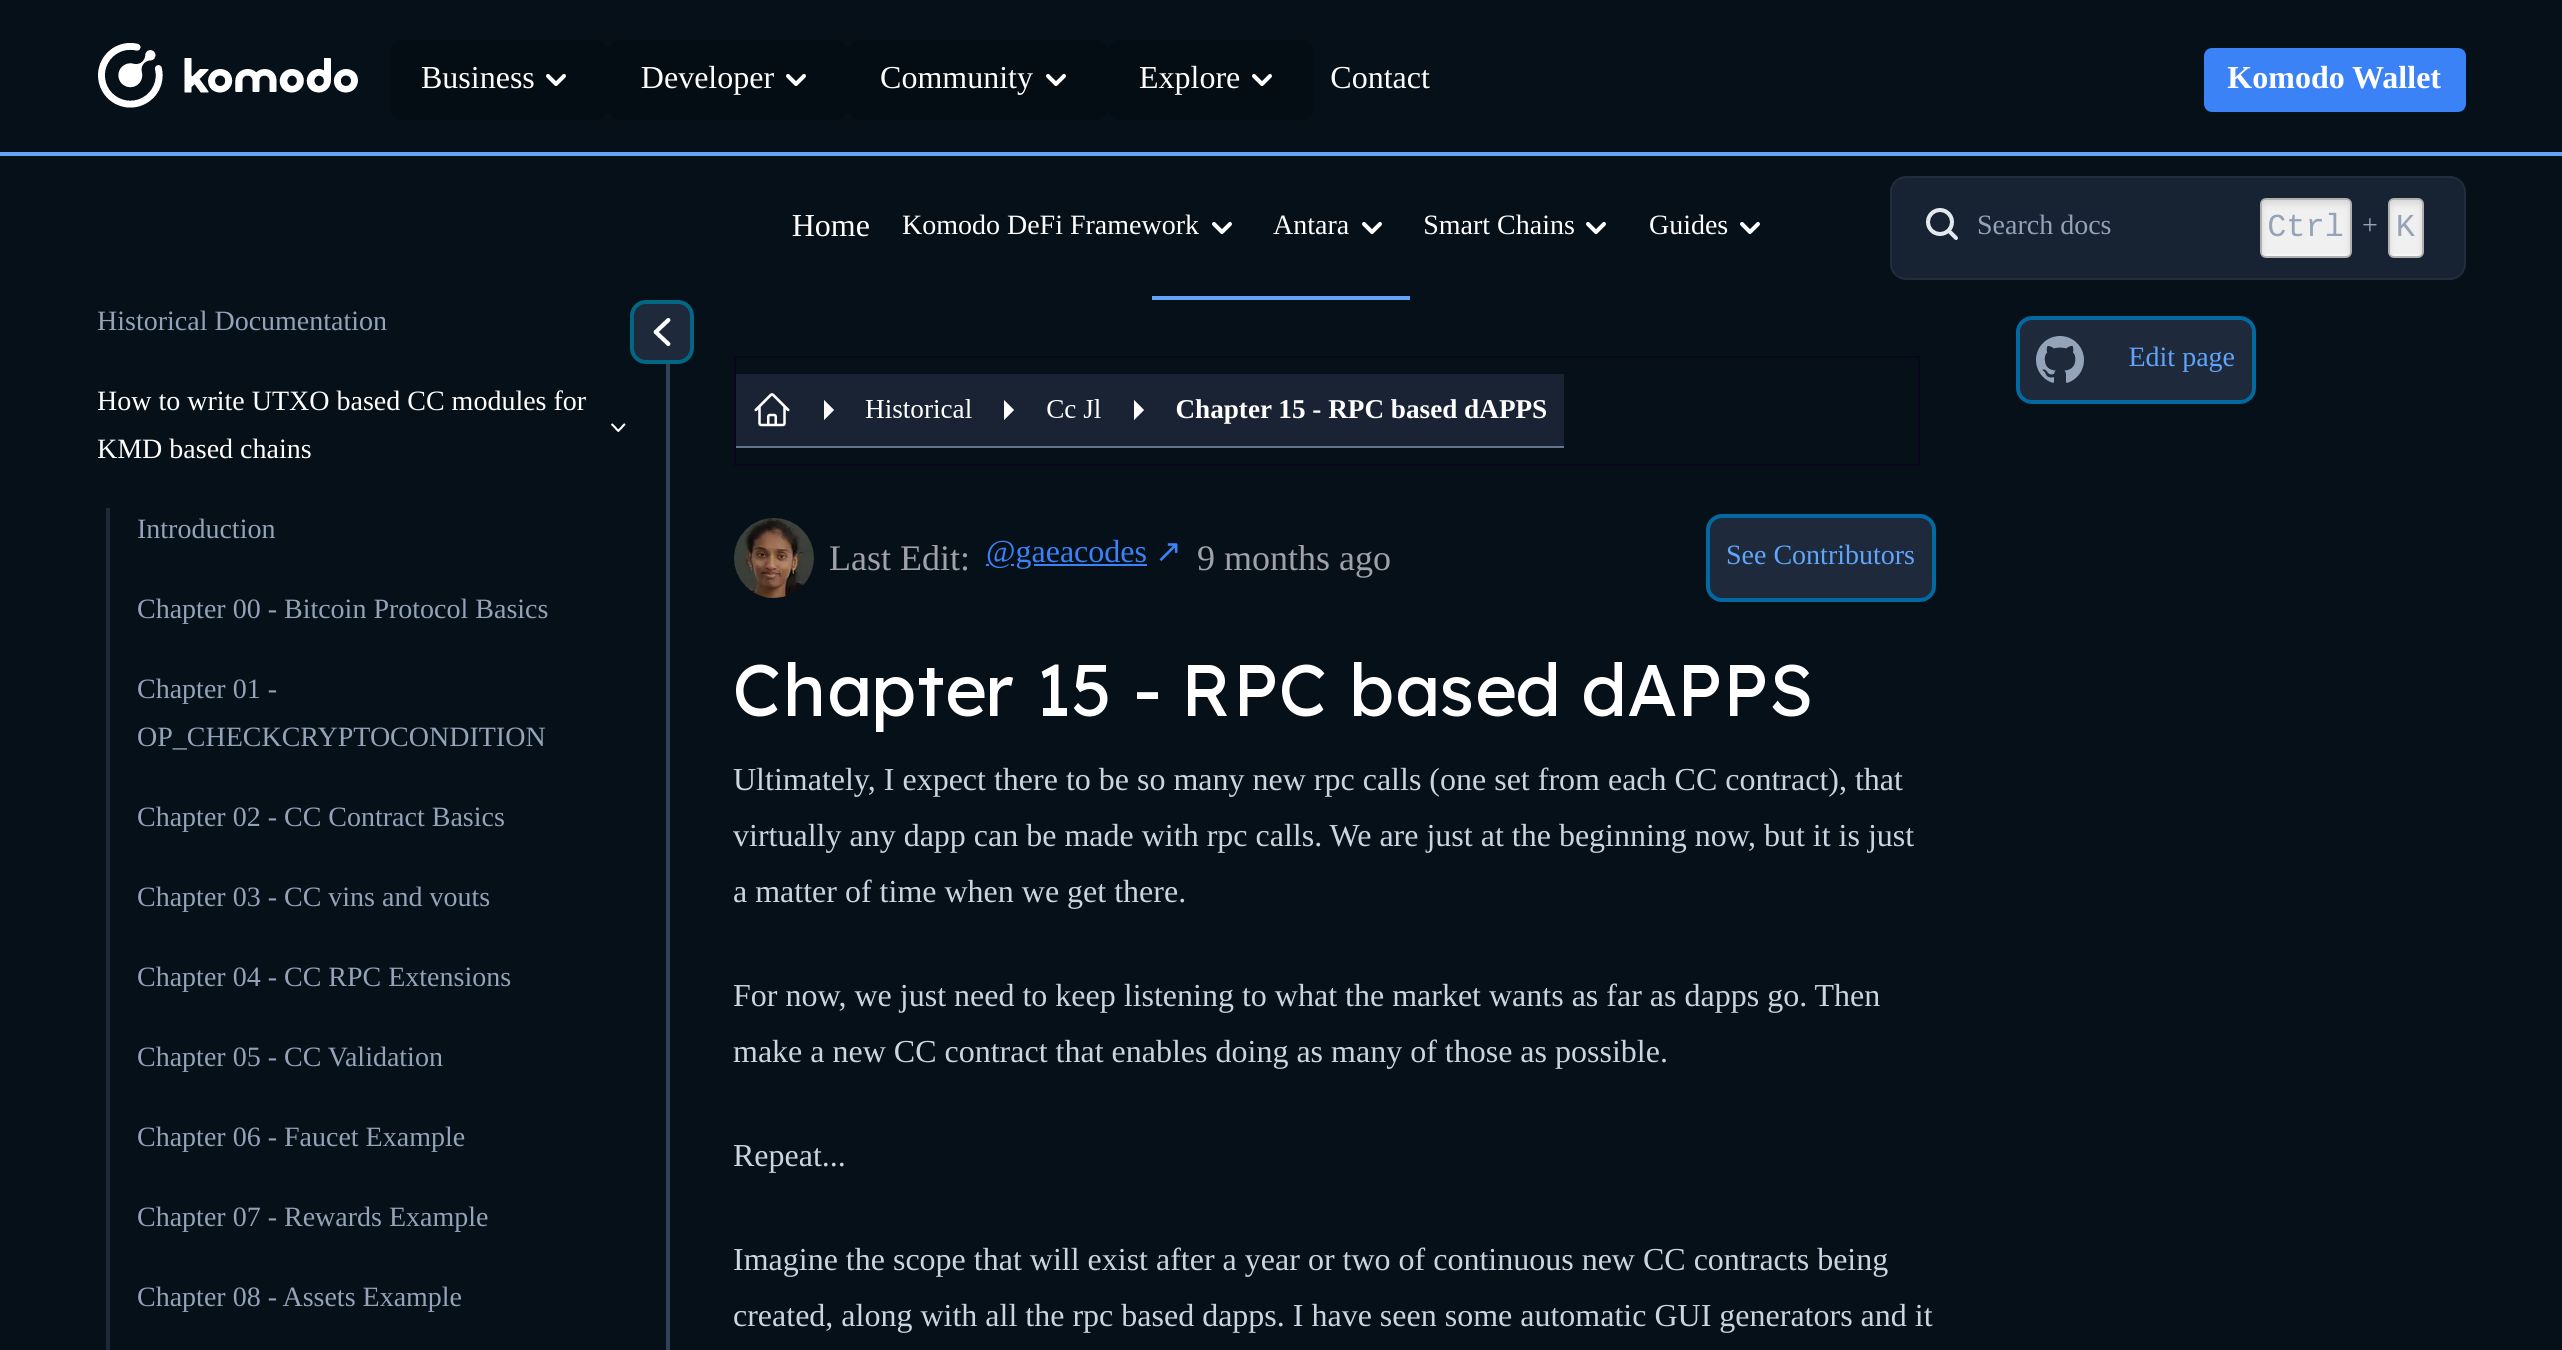 komodo
Business
Developer
Community
Explore
Contact
Komodo Wallet
Home
Komodo DeFi Framework
Antara
Smart Chains
Guides
Search docs
Ctrl + K
Historical Documentation
How to write UTXO based CC modules for
KMD based chains
Introduction
Chapter 00 - Bitcoin Protocol Basics
Chapter 01 -
OP_CHECKCRYPTOCONDITION
Chapter 02 - CC Contract Basics
Chapter 03 - CC vins and vouts
Chapter 04 - CC RPC Extensions
Chapter 05 - CC Validation
Chapter 06 - Faucet Example
Chapter 07 - Rewards Example
Chapter 08 - Assets Example
Historical
Cc Jl
Chapter 15 - RPC based dAPPS
Edit page
Last Edit: @gaeacodes ↗ 9 months ago
See Contributors
Chapter 15 - RPC based dAPPS
Ultimately, I expect there to be so many new rpc calls (one set from each CC contract), that
virtually any dapp can be made with rpc calls. We are just at the beginning now, but it is just
a matter of time when we get there.
For now, we just need to keep listening to what the market wants as far as dapps go. Then
make a new CC contract that enables doing as many of those as possible.
Repeat...
Imagine the scope that will exist after a year or two of continuous new CC contracts being
created, along with all the rpc based dapps. I have seen some automatic GUI generators and it